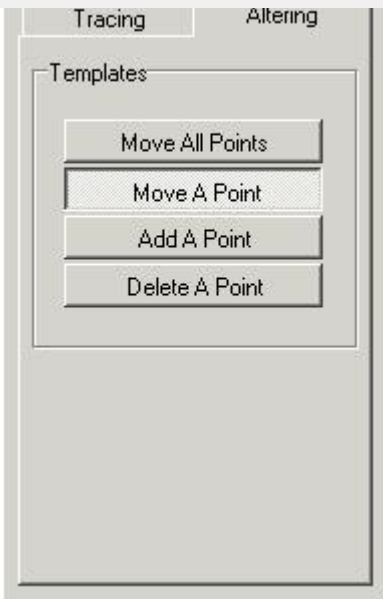 Tracing
Altering
Templates
Move All Points
Move A Point
Add A Point
Delete A Point